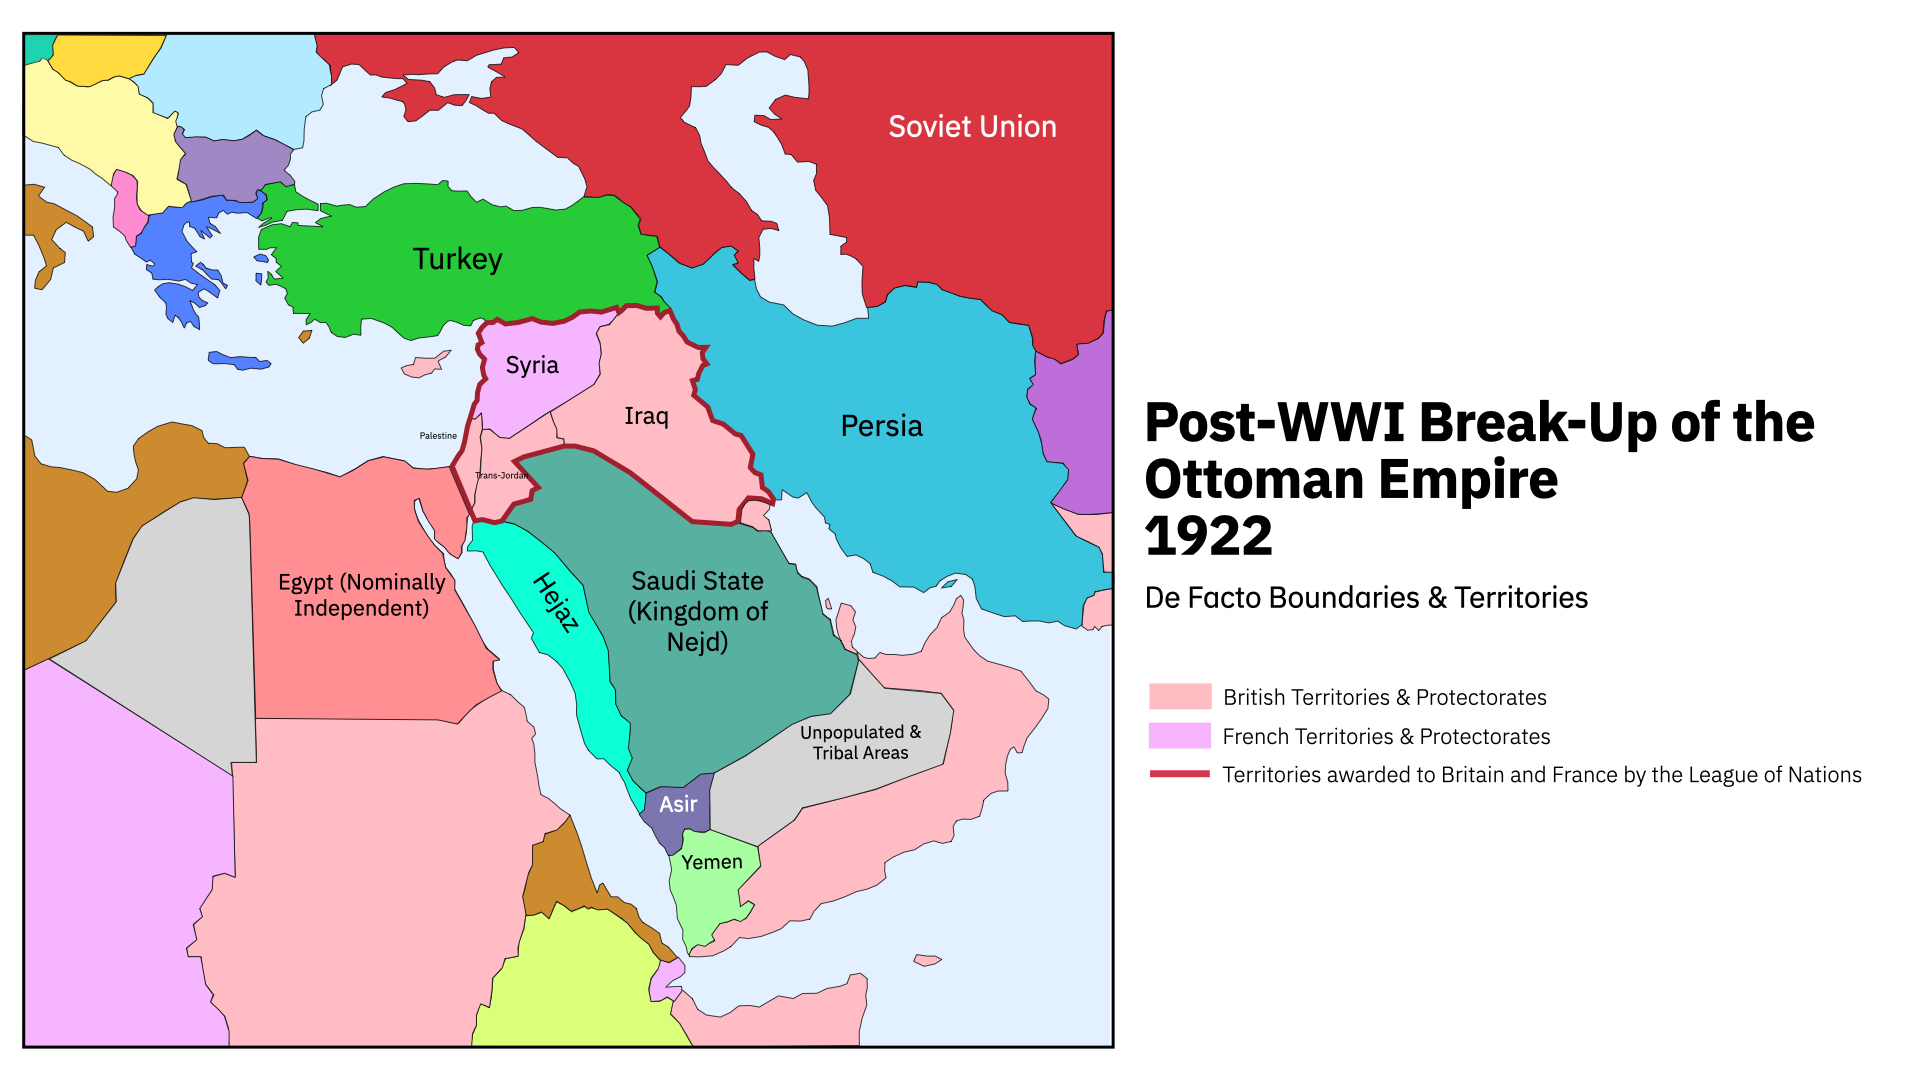 Soviet Union
Turkey
Syria
Iraq
Persia
Palestine
Trans-Jordan
Egypt (Nominally
Independent)
Hejaz
Saudi State
(Kingdom of
Nejd)
Unpopulated &
Tribal Areas
Asir
Yemen
Post-WWI Break-Up of the
Ottoman Empire
1922
De Facto Boundaries & Territories
British Territories & Protectorates
French Territories & Protectorates
Territories awarded to Britain and France by the League of Nations